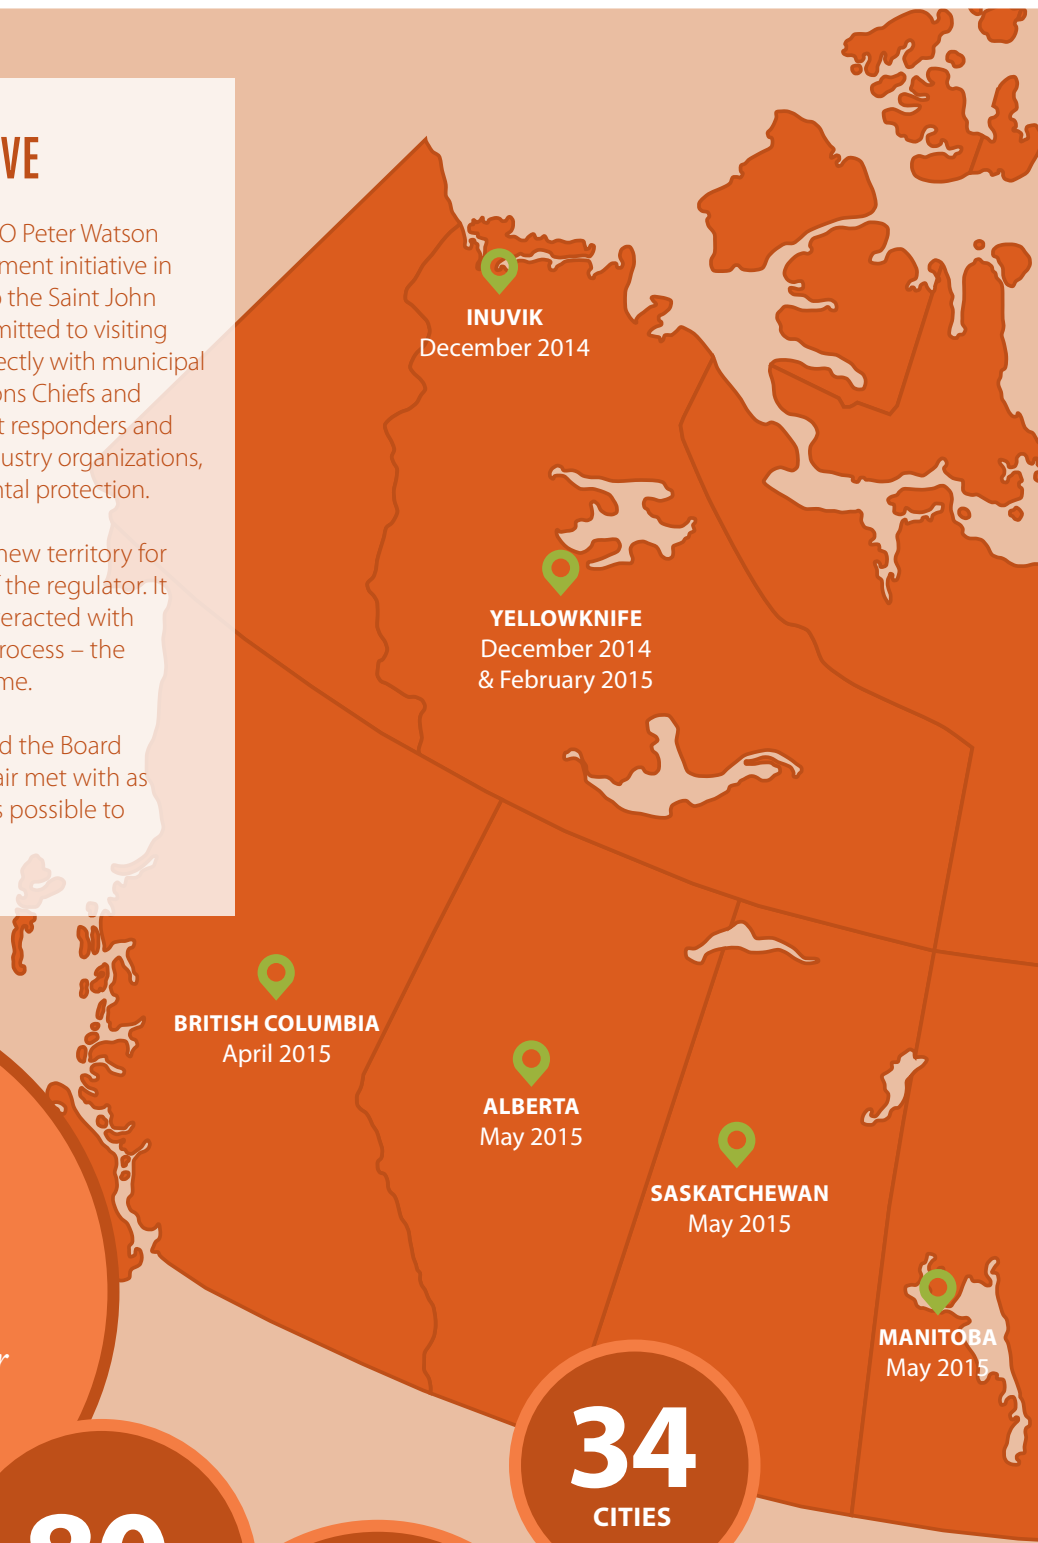 VE
O Peter Watson
ment initiative in
the Saint John
mitted to visiting
ectly with municipal
ons Chiefs and
t responders and
ustry organizations,
ntal protection.
new territory for
the regulator. It
eracted with
rocess – the
me.
d the Board
air met with as
s possible to
INUVIK
December 2014
YELLOWKNIFE
December 2014
& February 2015
BRITISH COLUMBIA
April 2015
ALBERTA
May 2015
SASKATCHEWAN
May 2015
MANITOBA
May 2015
r
34
CITIES
80